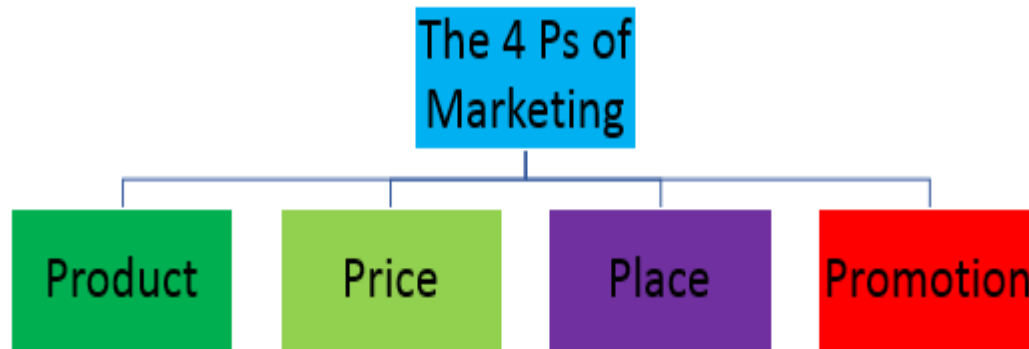 The 4 Ps of
Marketing
Product
Price
Place
Promotion